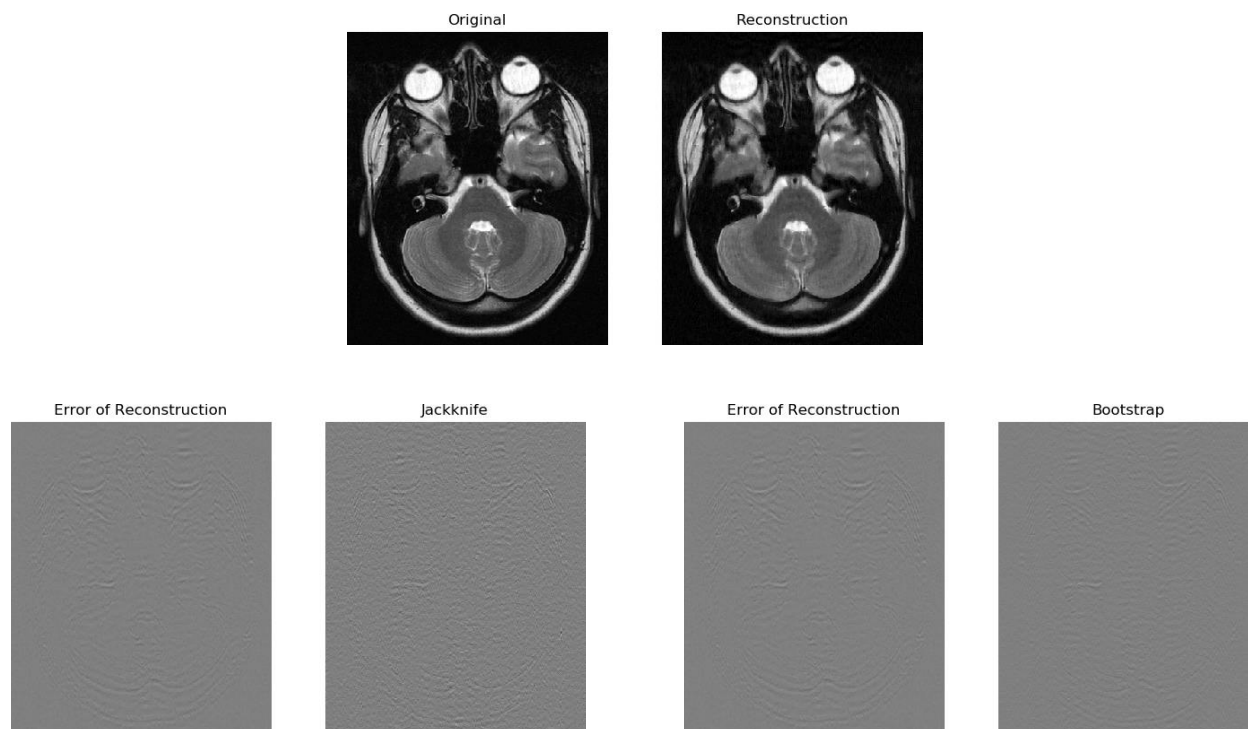 Original
Reconstruction
Error of Reconstruction
Jackknife
Error of Reconstruction
Bootstrap